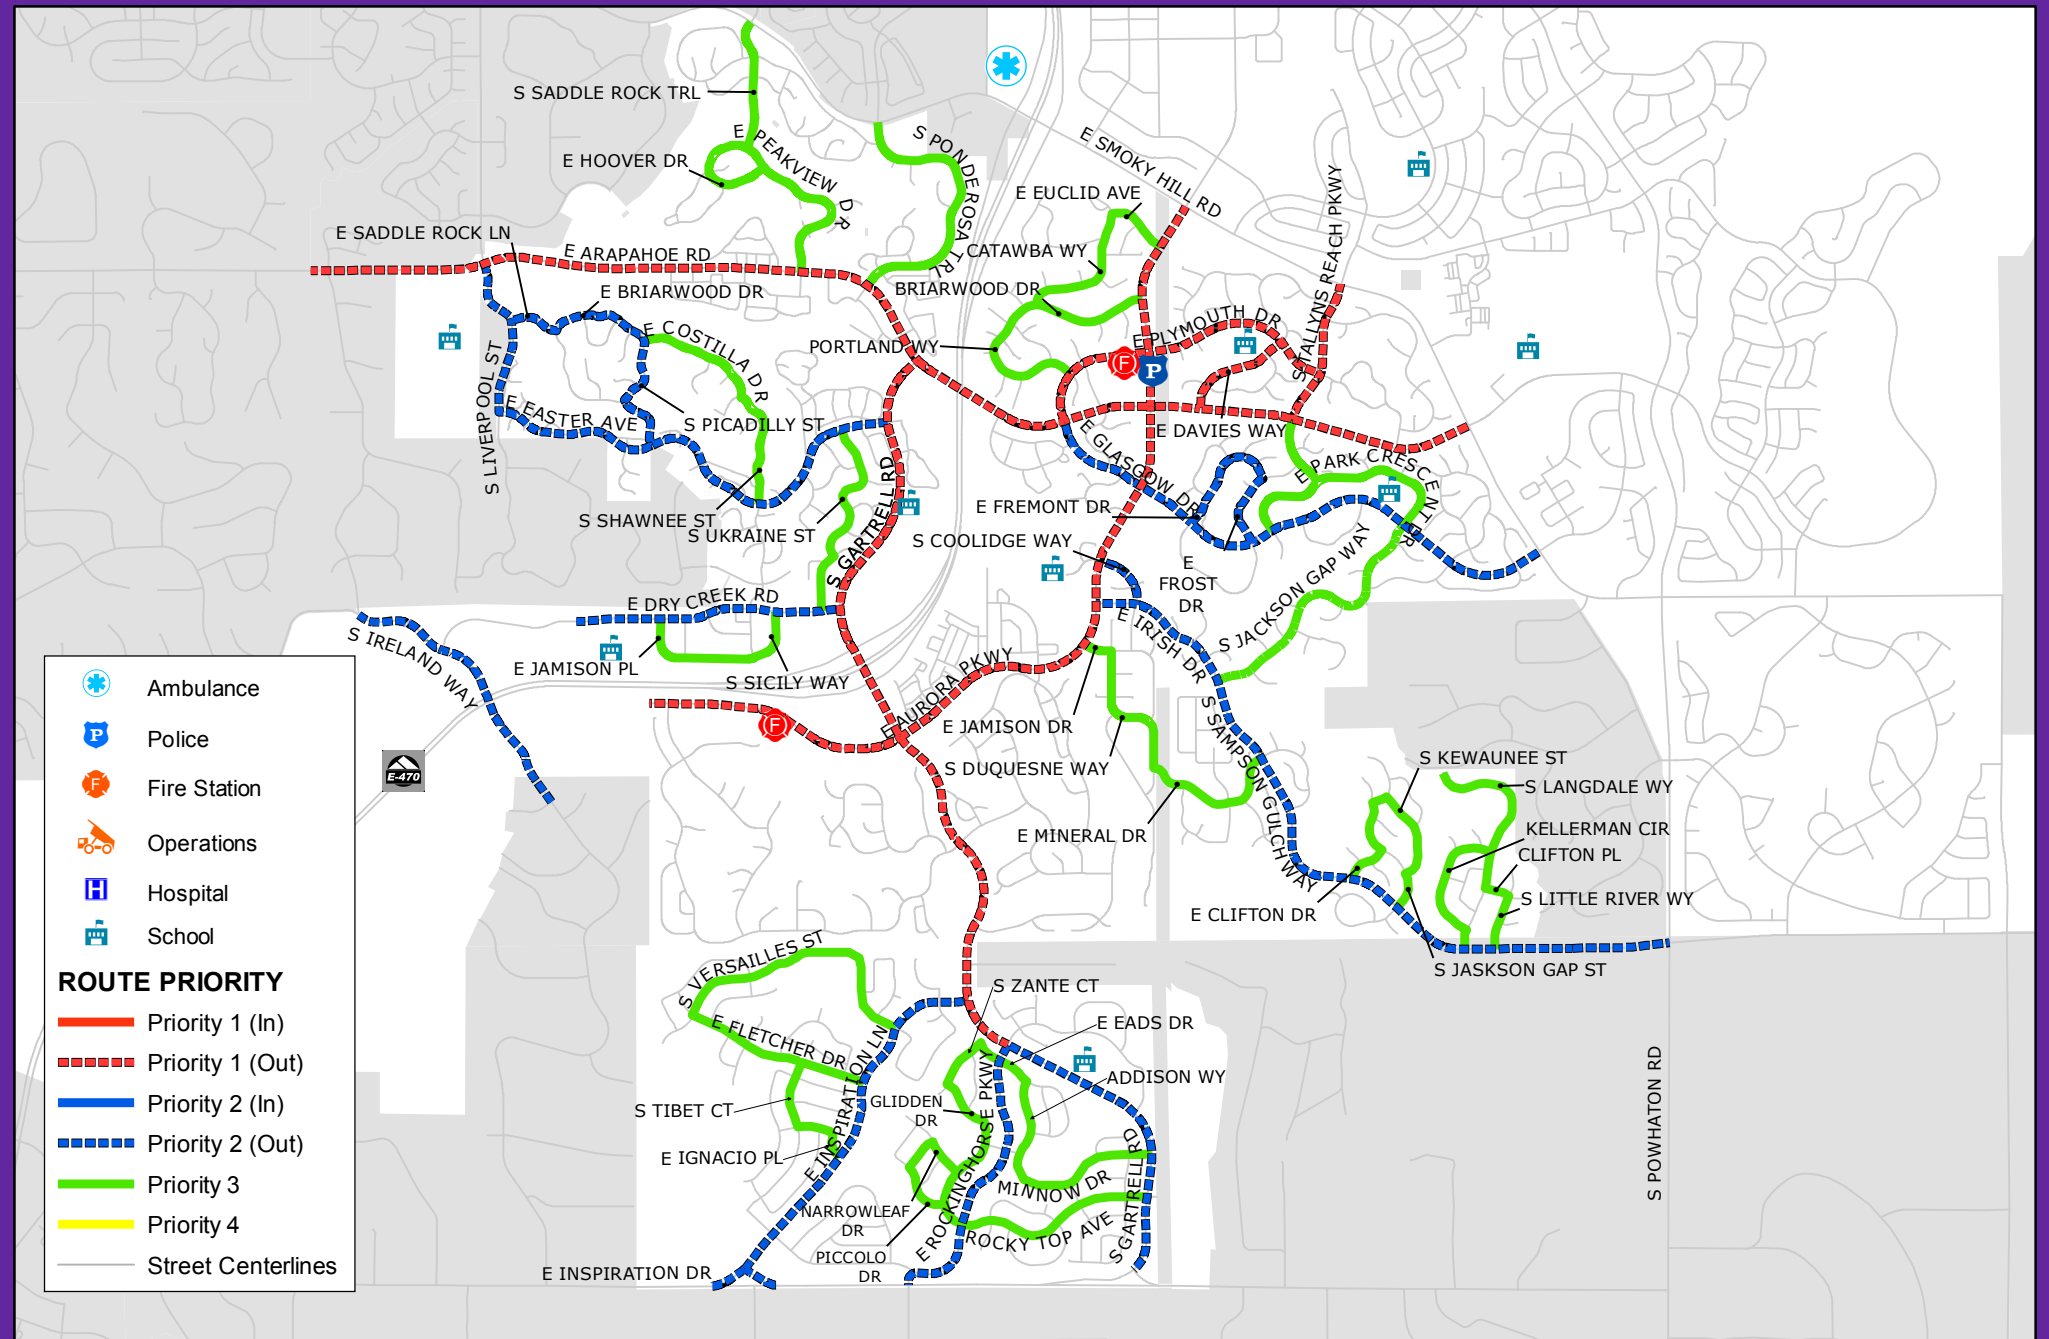 S SADDLE ROCK TRL
E HOOVER DR
E PEAKVIEW DR
S PONDEROSA TRL
E SMOKY HILL RD
E EUCLID AVE
CATAWBA WY
BRIARWOOD DR
PORTLAND WY
E SADDLE ROCK LN
E ARAPAHOE RD
E BRIARWOOD DR
E COSTILLA DR
E PLYMOUTH DR
S TALLYNS REACH PKWY
F
P
S LIVERPOOL ST
E EASTER AVE
S PICADILLY ST
E DAVIES WAY
E GLASGOW DR
E PARK CRESCENT DR
S SHAWNEE ST
S UKRAINE ST
S GARTRELL RD
E FREMONT DR
S COOLIDGE WAY
E
FROST
DR
S JACKSON GAP WAY
E DRY CREEK RD
E IRISH DR
S IRELAND WAY
E JAMISON PL
S SICILY WAY
E AURORA PKWY
F
E JAMISON DR
S DUQUESNE WAY
E MINERAL DR
S SAMPSON GULCH WAY
E-470
S KEWAUNEE ST
S LANGDALE WY
KELLERMAN CIR
CLIFTON PL
S LITTLE RIVER WY
E CLIFTON DR
S JASKSON GAP ST
S VERSAILLES ST
E FLETCHER DR
S ZANTE CT
E EADS DR
ADDISON WY
S TIBET CT
E IGNACIO PL
E INSPIRATION LN
GLIDDEN
DR
E ROCKINGHORSE PKWY
MINNOW DR
ROCKY TOP AVE
S GARTRELL RD
NARROWLEAF
DR
PICCOLO
DR
E INSPIRATION DR
S POWHATON RD
Ambulance
P
Police
F
Fire Station
Operations
H
Hospital
School
ROUTE PRIORITY
Priority 1 (In)
Priority 1 (Out)
Priority 2 (In)
Priority 2 (Out)
Priority 3
Priority 4
Street Centerlines